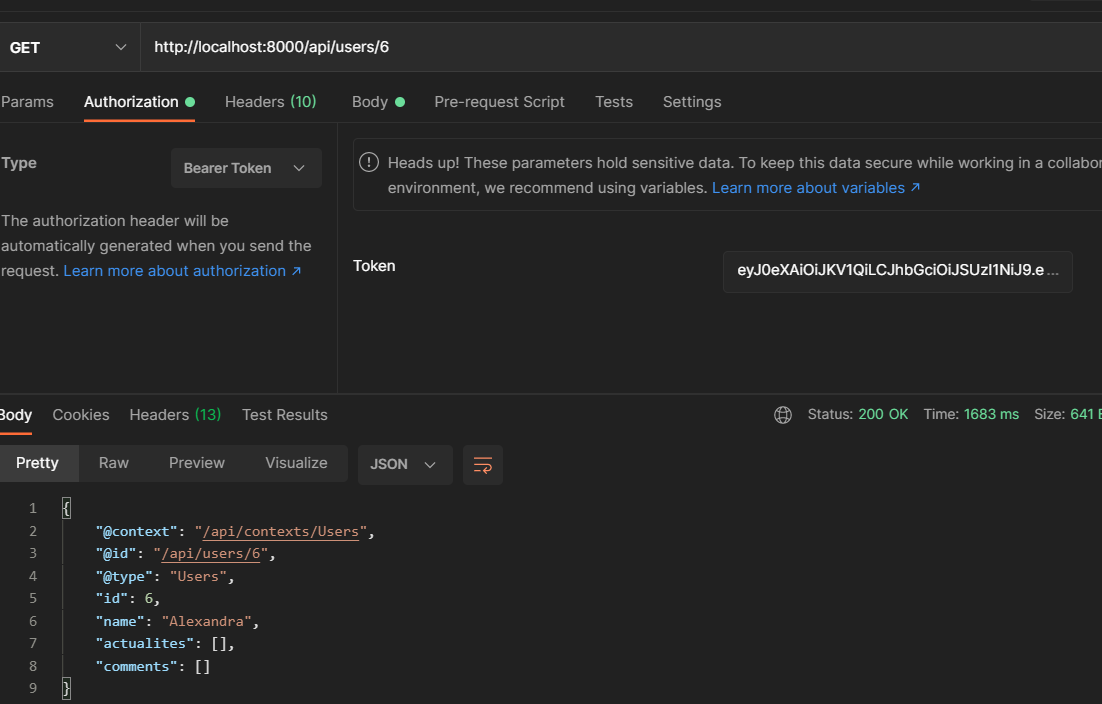 GET http://localhost:8000/api/users/6
Params Authorization Headers (10) Body Pre-request Script Tests Settings
Type Bearer Token
The authorization header will be
automatically generated when you send the
request. Learn more about authorization ↗
! Heads up! These parameters hold sensitive data. To keep this data secure while working in a collabor
environment, we recommend using variables. Learn more about variables ↗
Token eyJ0eXAiOiJKV1QiLCJhbGciOiJSUzI1NiJ9.e ...
Body Cookies Headers (13) Test Results Status: 200 OK Time: 1683 ms Size: 641 B
Pretty Raw Preview Visualize JSON
1 {
2 "@context": "/api/contexts/Users",
3 "@id": "/api/users/6",
4 "@type": "Users",
5 "id": 6,
6 "name": "Alexandra",
7 "actualites": [],
8 "comments": []
9 }